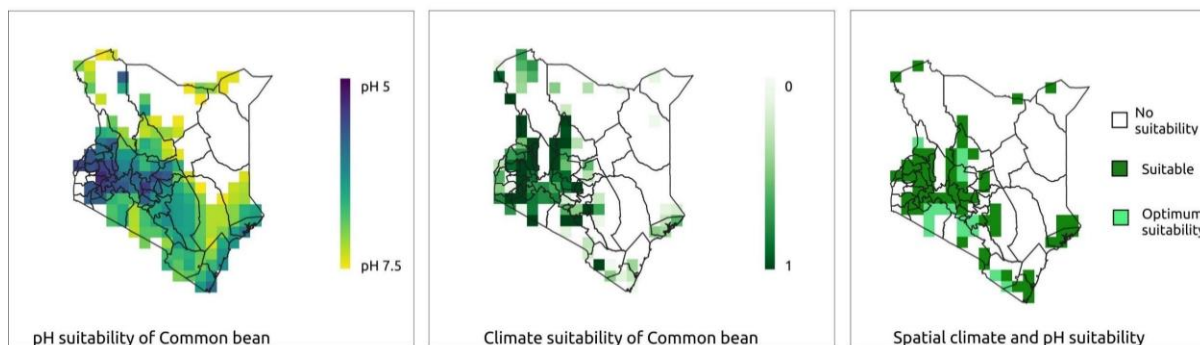 pH 5
pH 7.5
pH suitability of Common bean
0
1
Climate suitability of Common bean
No
suitability
Suitable
Optimum
suitability
Spatial climate and pH suitability